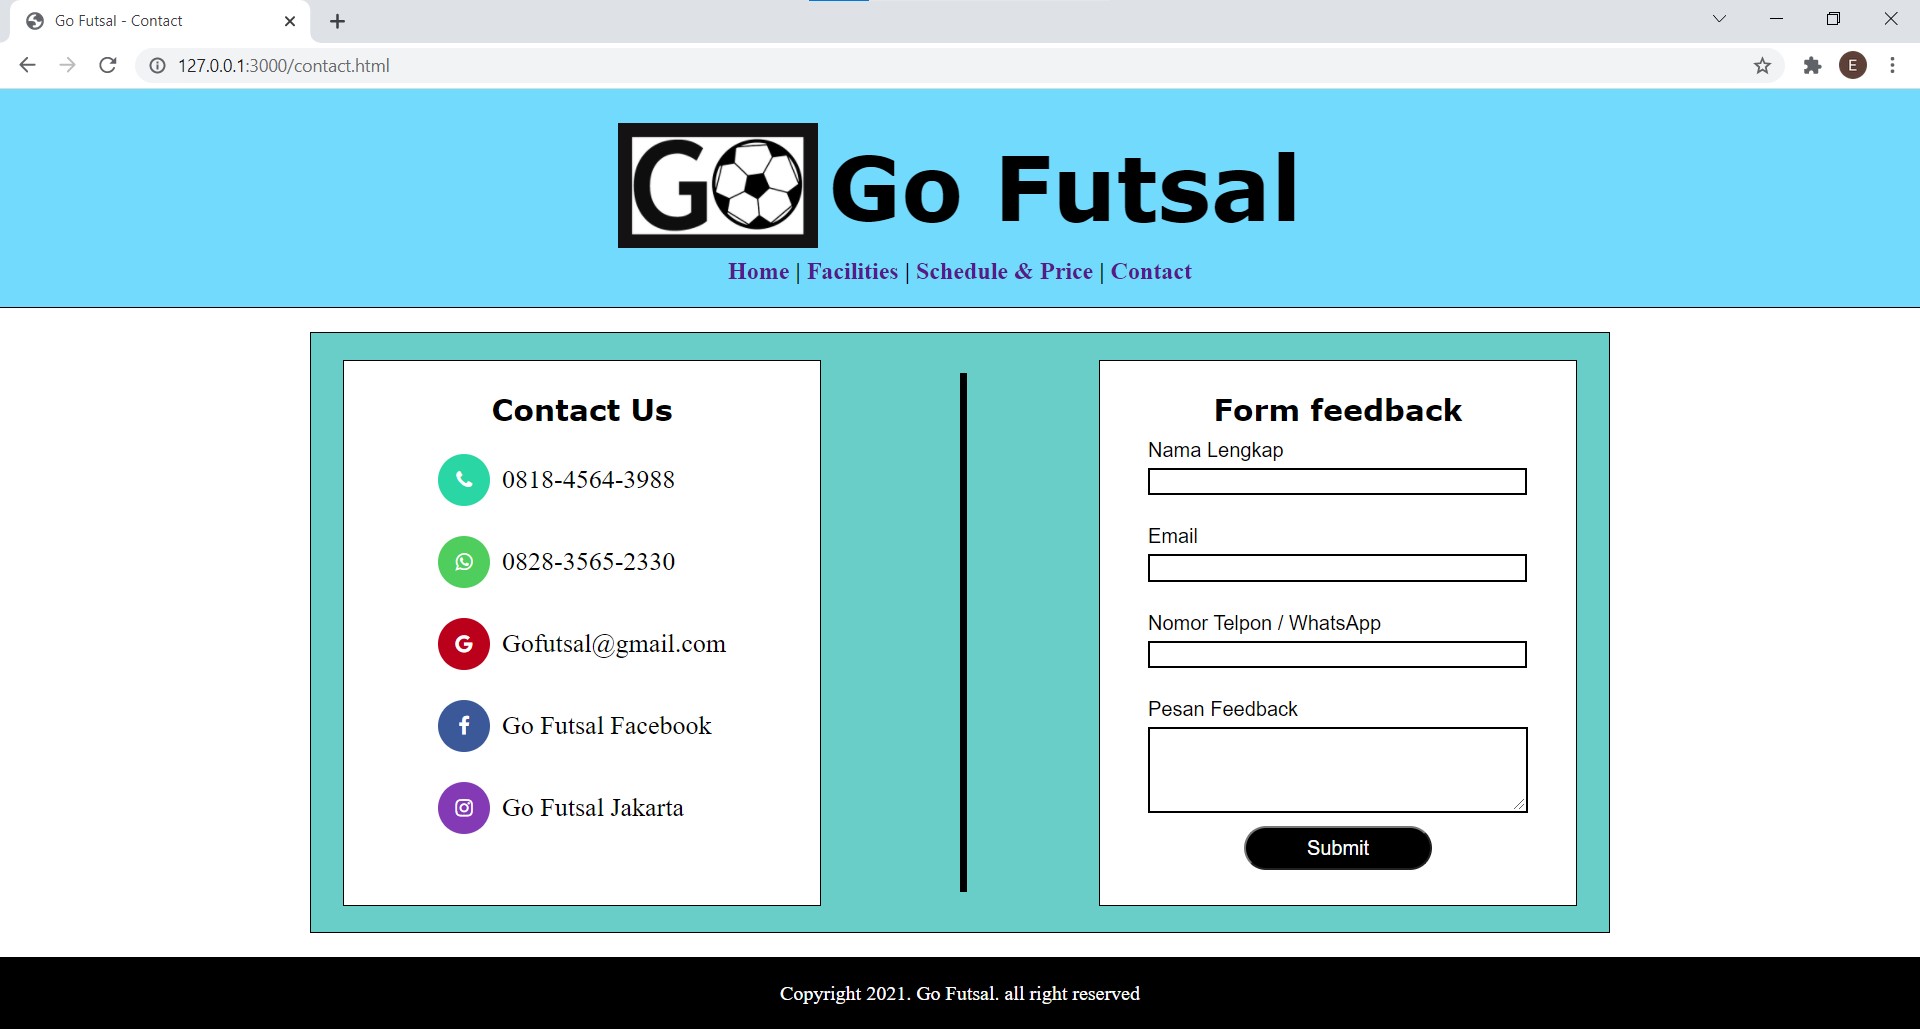 Go Futsal - Contact
127.0.0.1:3000/contact.html
E
GO Go Futsal
Home | Facilities | Schedule & Price | Contact
Contact Us
0818-4564-3988
0828-3565-2330
G Gofutsal@gmail.com
f Go Futsal Facebook
Go Futsal Jakarta
Form feedback
Nama Lengkap
Email
Nomor Telpon / WhatsApp
Pesan Feedback
Submit
Copyright 2021. Go Futsal. all right reserved